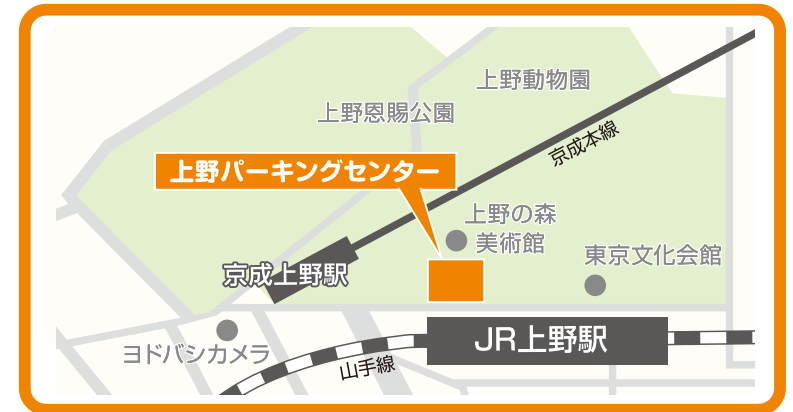 上野動物園
上野恩賜公園
京成本線
上野パーキングセンター
上野の森
美術館
東京文化会館
京成上野駅
JR上野駅
ヨドバシカメラ
山手線